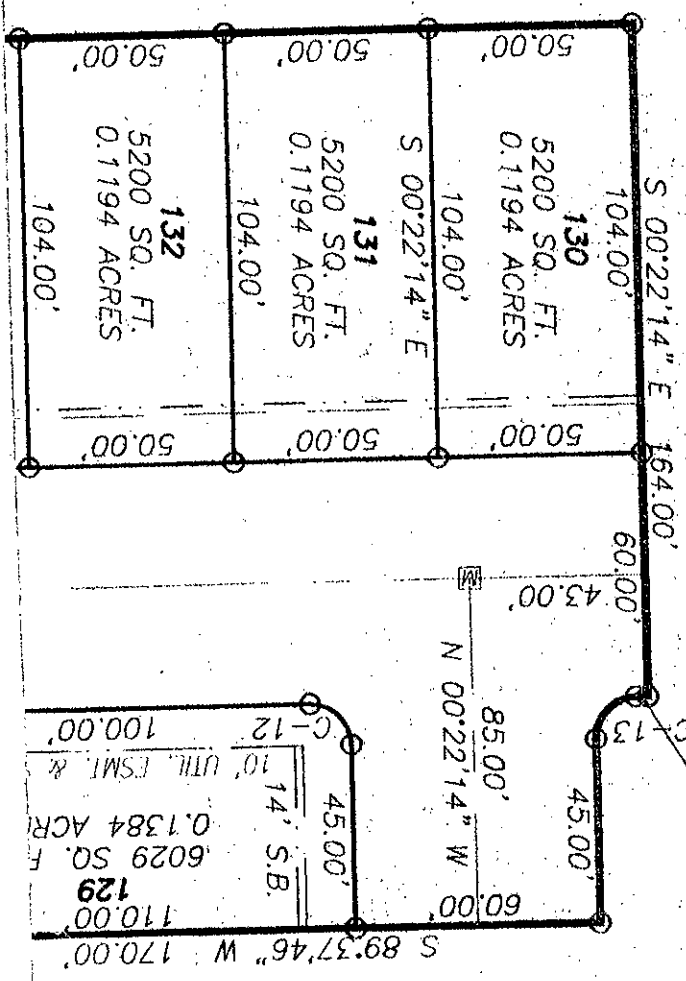 50.00'
50.00'
50.00'
S 00°22'14" E 164.00'
104.00'
130
5200 SQ. FT.
0.1194 ACRES
104.00'
S 00°22'14" E
131
5200 SQ. FT.
0.1194 ACRES
104.00'
132
5200 SQ. FT.
0.1194 ACRES
104.00'
50.00'
50.00'
50.00'
60.00'
43.00'
M
85.00'
N 00°22'14" W
C-13
45.00'
C-12
100.00'
10' UTIL. ESMT. &
14' S.B.
45.00'
0.1384 ACR
6029 SQ. F
129
110.00'
60.00'
S 89°37'46" W 170.00'